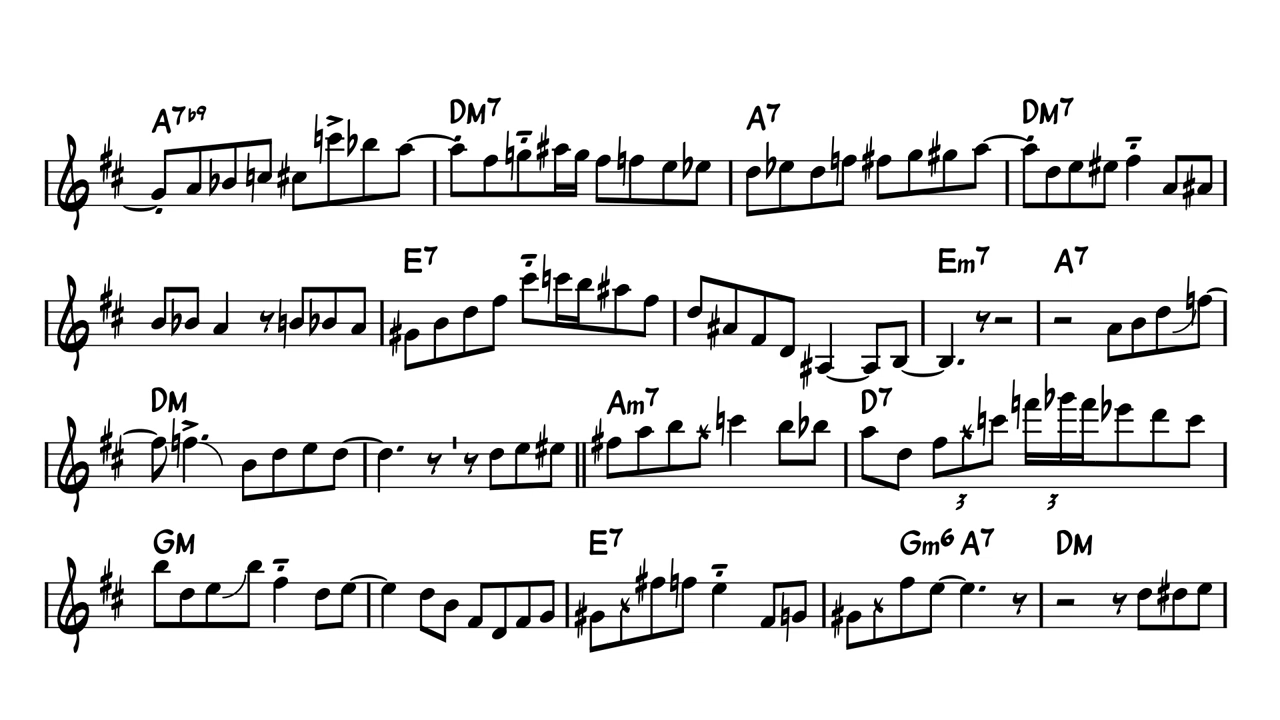 A7♭9 DM7 A7 DM7
E7 Em7 A7
DM Am7 D7
3 3
GM E7 Gm6 A7 DM